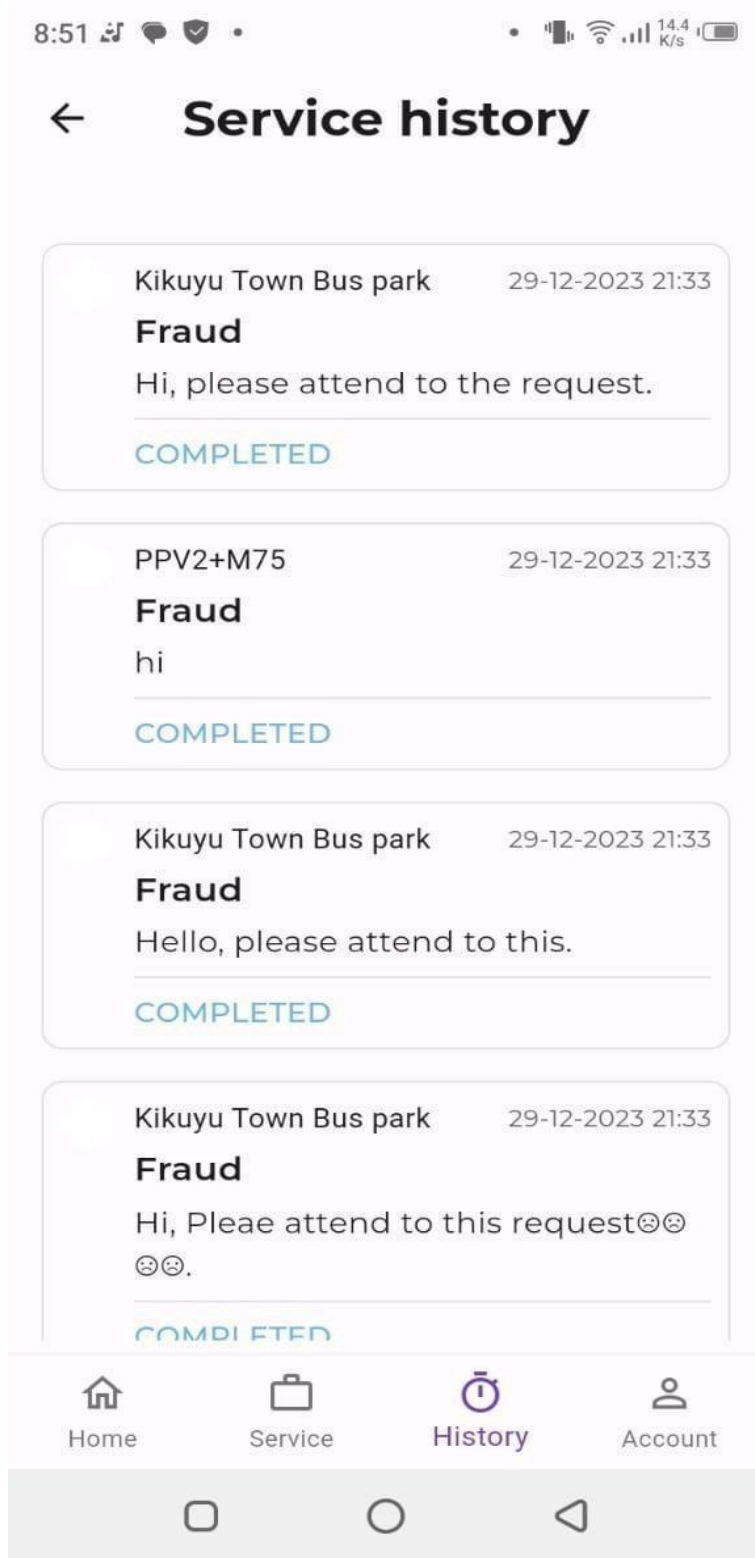 8:51
14.4
K/s
Service history
Kikuyu Town Bus park 29-12-2023 21:33
Fraud
Hi, please attend to the request.
COMPLETED
PPV2+M75 29-12-2023 21:33
Fraud
hi
COMPLETED
Kikuyu Town Bus park 29-12-2023 21:33
Fraud
Hello, please attend to this.
COMPLETED
Kikuyu Town Bus park 29-12-2023 21:33
Fraud
Hi, Pleae attend to this request☹☹
☹☹.
COMPLETED
Home Service History Account